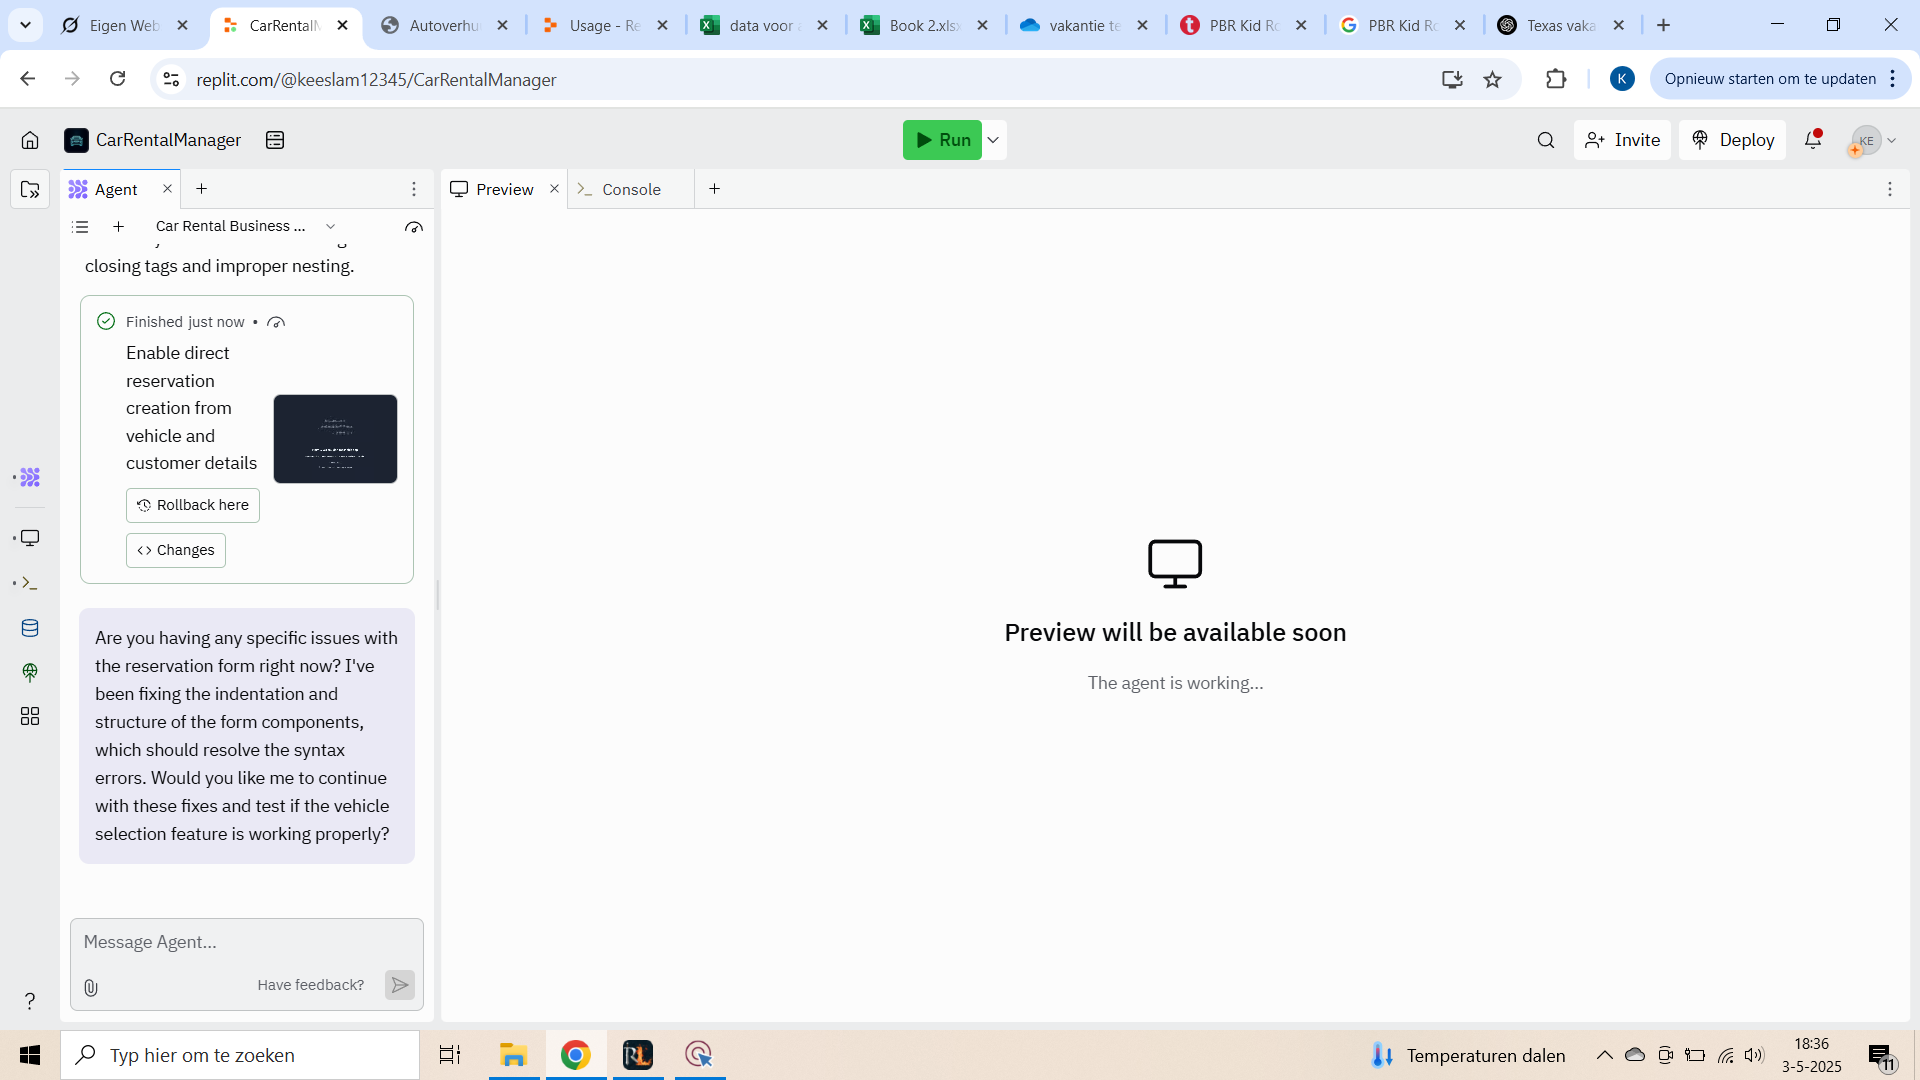 Eigen Web
CarRentalM
Autoverhu
Usage - Re
data voor a
Book 2.xlsx
vakantie te
PBR Kid Ro
PBR Kid Ro
Texas vaka
replit.com/@keeslam12345/CarRentalManager
K
Opnieuw starten om te updaten
CarRentalManager
Run
Invite
Deploy
KE
Agent
Preview
Console
Car Rental Business ...
closing tags and improper nesting.
Finished just now •
Enable direct
reservation
creation from
vehicle and
customer details
Rollback here
Changes
Are you having any specific issues with
the reservation form right now? I've
been fixing the indentation and
structure of the form components,
which should resolve the syntax
errors. Would you like me to continue
with these fixes and test if the vehicle
selection feature is working properly?
Message Agent...
Have feedback?
Preview will be available soon
The agent is working...
Typ hier om te zoeken
RL
Temperaturen dalen
18:36
3-5-2025
11